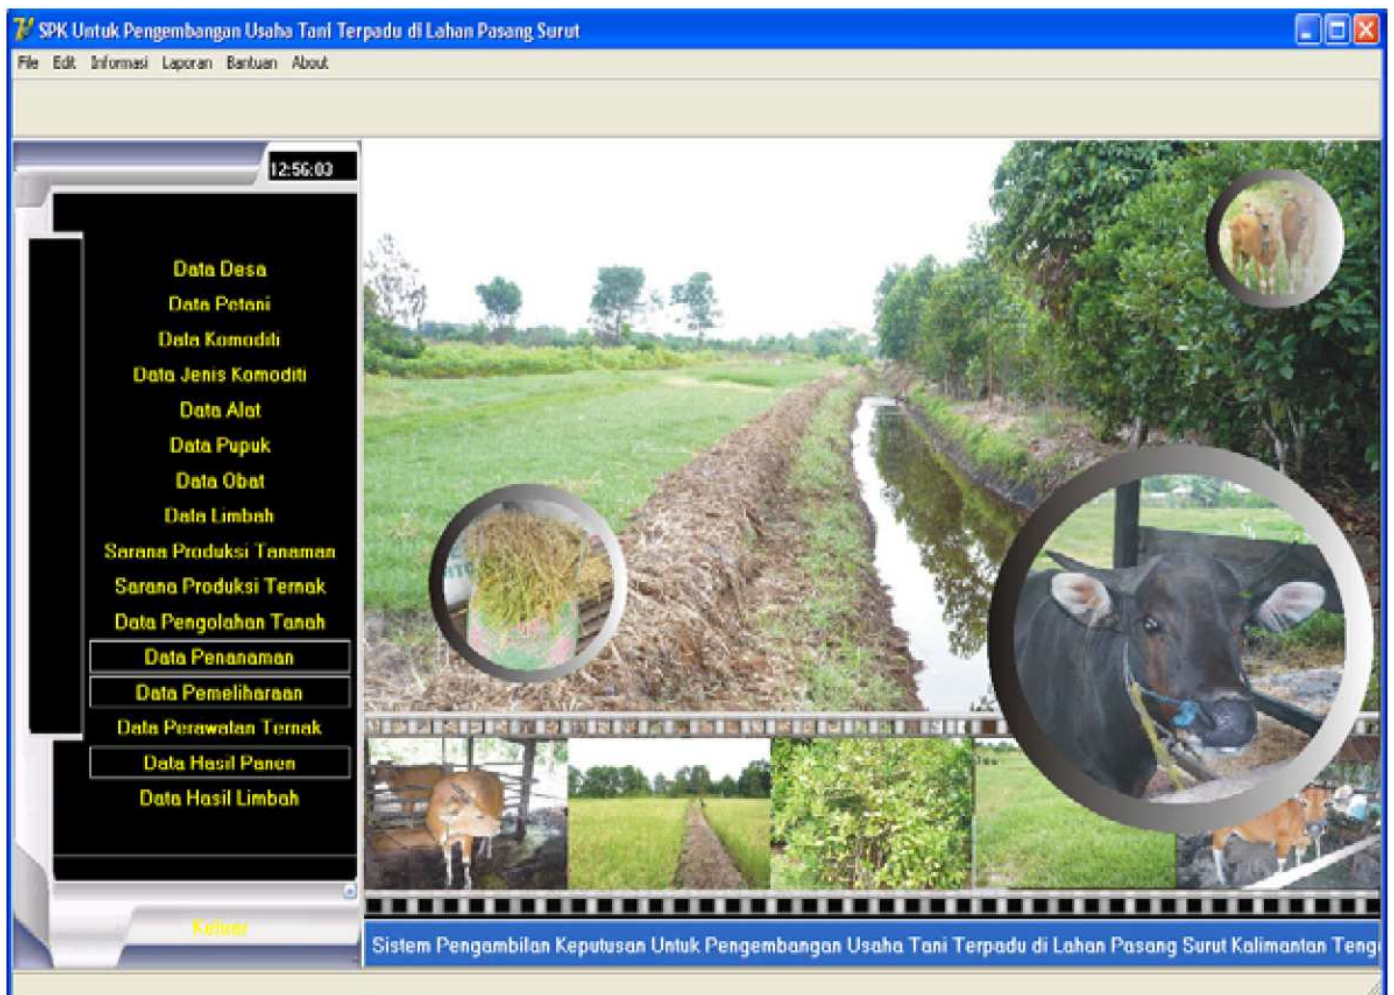 SPK Untuk Pengembangan Usaha Tani Terpadu di Lahan Pasang Surut
File Edit Informasi Laporan Bantuan About
12:56:03
Data Desa
Data Petani
Data Komoditi
Data Jenis Komoditi
Data Alat
Data Pupuk
Data Obat
Data Limbah
Sarana Produksi Tanaman
Sarana Produksi Ternak
Data Pengolahan Tanah
Data Penanaman
Data Pemeliharaan
Data Perawatan Ternak
Data Hasil Panen
Data Hasil Limbah
Keluar
Sistem Pengambilan Keputusan Untuk Pengembangan Usaha Tani Terpadu di Lahan Pasang Surut Kalimantan Teng